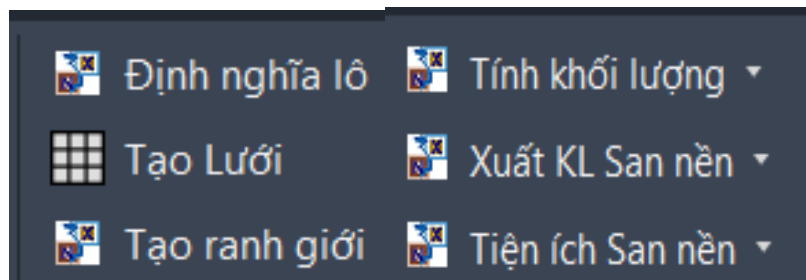 Định nghĩa lô
Tạo Lưới
Tạo ranh giới
Tính khối lượng
Xuất KL San nền
Tiện ích San nền